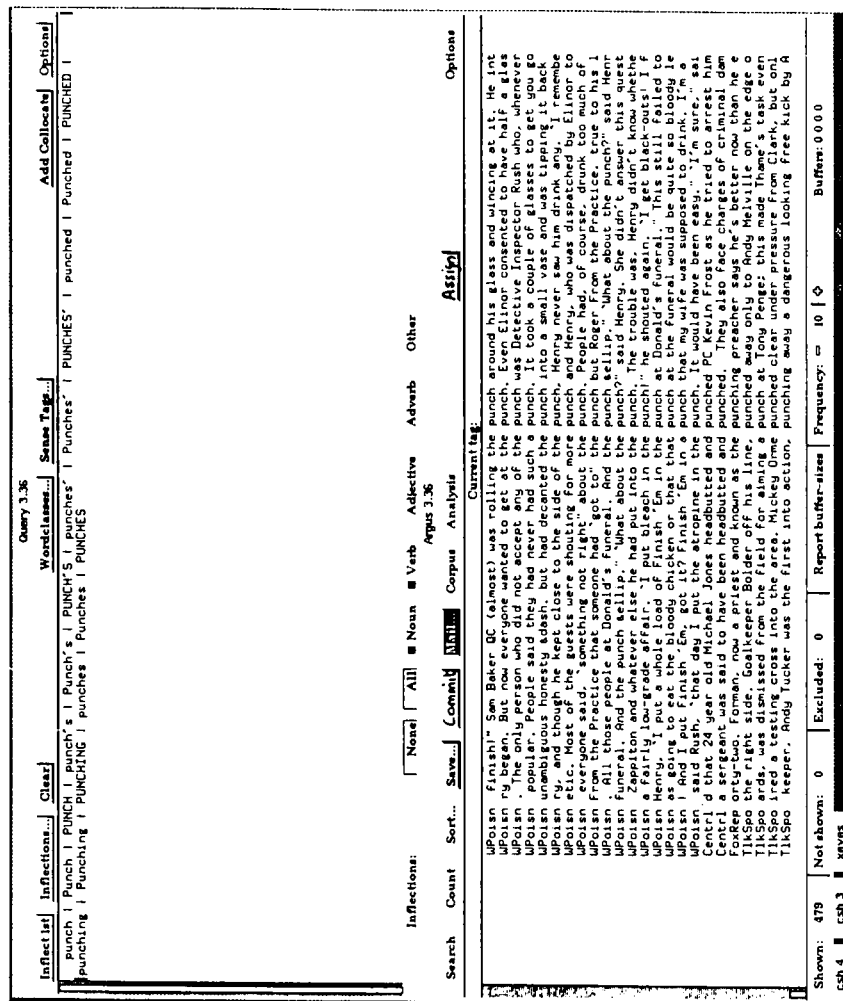 Query 3.36
Inflect 1st Inflections... Clear Wordclasses... Sense Tags... Add Collocate Options
punch | Punch | PUNCH | punch's | Punch's | PUNCH'S | punches' | Punches' | PUNCHES' | punched | Punched | PUNCHED |
punching | Punching | PUNCHING | punches | Punches | PUNCHES
Inflections: None All Noun Verb Adjective Adverb Other
Argus 3.36
Search Count Sort... Save... Commit Mail... Corpus Analysis Assign Options
Current tag:
WPoisn finish!" Sam Baker QC (almost) was rolling the punch around his glass and wincing at it. He int
WPoisn ry began. But now everyone wanted to get at the punch. Even Elinor consented to have half a glas
WPoisn . The only person who did not accept any of the punch was Detective Inspector Rush who, whenever
WPoisn popular. People said they had never had such a punch. It took a couple of glasses to get you go
WPoisn unambiguous honesty &dash. but had decanted the punch into a small vase and was tipping it back
WPoisn ry, and though he kept close to the side of the punch, Henry never saw him drink any. `I remembe
WPoisn etic. Most of the guests were shouting for more punch and Henry, who was dispatched by Elinor to
WPoisn everyone said, `something not right" about the punch. People had, of course, drunk too much of
WPoisn From the Practice that someone had `got to" the punch but Roger From the Practice, true to his l
WPoisn . All those people at Donald's funeral. And the punch &ellip." `What about the punch?" said Henr
WPoisn funeral. And the punch &ellip." `What about the punch?" said Henry. She didn't answer this quest
WPoisn Zappiton and whatever else he had put into the punch. The trouble was, Henry didn't know whethe
WPoisn a fairly low-grade affair. `I put bleach in the punch!" he shouted again. `I get black-outs! I f
WPoisn Henry. `I put a whole load of Finish 'Em in the punch at Donald's funeral." This still failed to
WPoisn as going to eat the bloody chicken or that that punch at the funeral would be quite so bloody le
WPoisn ! And I put Finish 'Em, got it? Finish 'Em in a punch that my wife was supposed to drink. I'm a
WPoisn said Rush, `that day I put the atropine in the punch. It would have been easy." `I'm sure," sai
Centrl d that 24 year old Michael Jones headbutted and punched PC Kevin Frost as he tried to arrest him
Centrl a sergeant was said to have been headbutted and punched. They also face charges of criminal dam
FoxRep orty-two. Forman, now a priest and known as the punching preacher says he's better now than he e
TlkSpo the right side. Goalkeeper Bolder off his line, punched away only to Andy Melville on the edge o
TlkSpo ards, was dismissed from the field for aiming a punch at Tony Penge; this made Thame's task even
TlkSpo ired a testing cross into the area. Mickey Orme punched clear under pressure from Clark, but onl
TlkSpo keeper, Andy Tucker was the first into action, punching away a dangerous looking free kick by A
Shown: 479 Not shown: 0 Excluded: 0 Report buffer-sizes Frequency: = 10 Buffers: 0 0 0 0
csh 4 csh 3 xaves